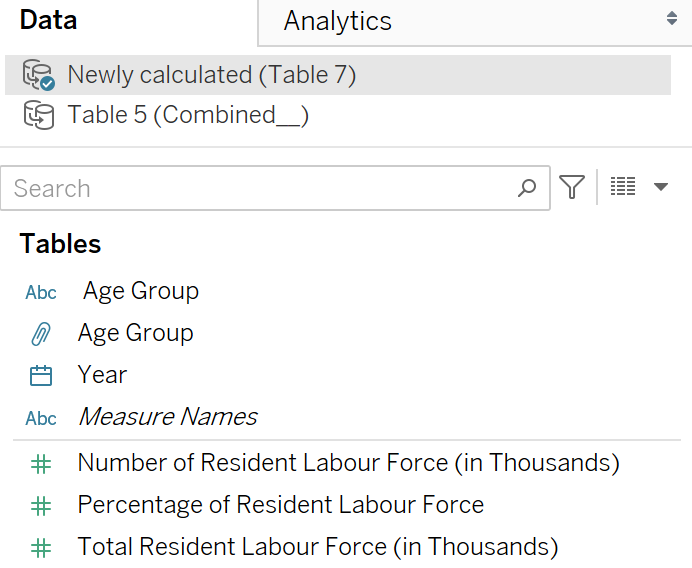 Data
Analytics
Newly calculated (Table 7)
Table 5 (Combined__)
Search
Tables
Abc Age Group
Age Group
Year
Abc Measure Names
Number of Resident Labour Force (in Thousands)
Percentage of Resident Labour Force
Total Resident Labour Force (in Thousands)